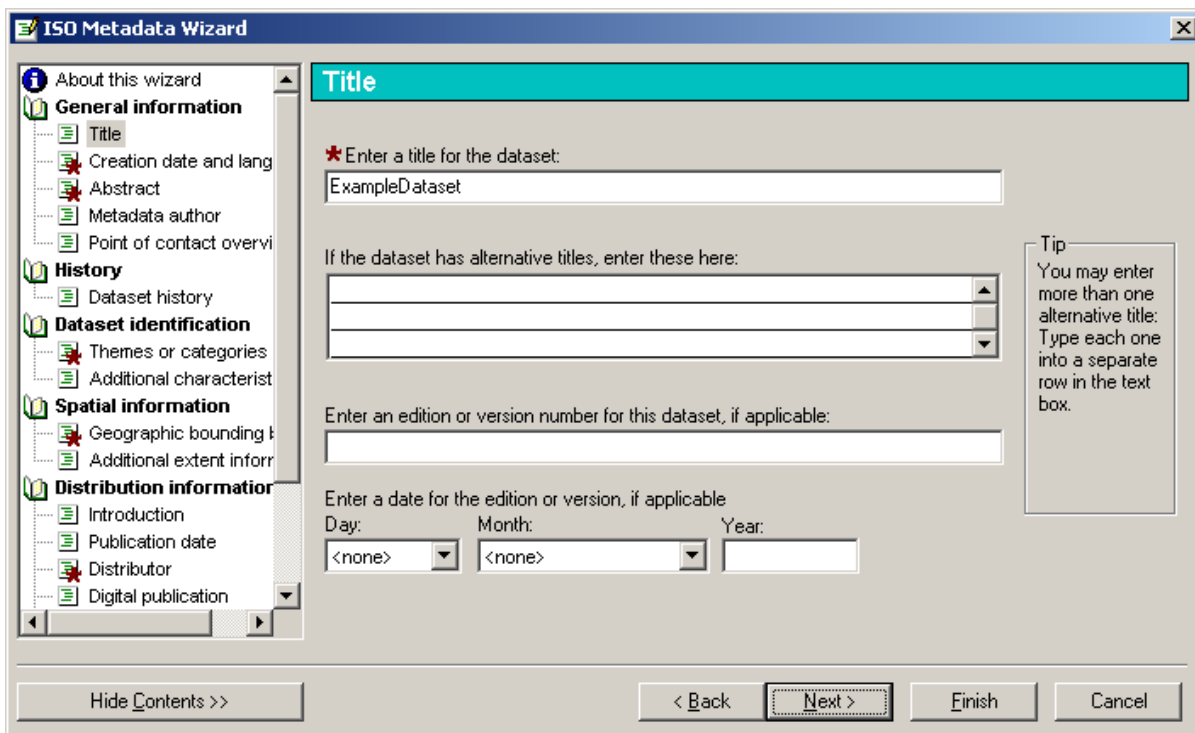 ISO Metadata Wizard
About this wizard
General information
Title
Creation date and lang
Abstract
Metadata author
Point of contact overvi
History
Dataset history
Dataset identification
Themes or categories
Additional characterist
Spatial information
Geographic bounding b
Additional extent inforr
Distribution information
Introduction
Publication date
Distributor
Digital publication
Title
Enter a title for the dataset:
ExampleDataset
If the dataset has alternative titles, enter these here:
Tip
You may enter
more than one
alternative title:
Type each one
into a separate
row in the text
box.
Enter an edition or version number for this dataset, if applicable:
Enter a date for the edition or version, if applicable
Day: Month: Year:
<none> <none>
Hide Contents >> < Back Next > Finish Cancel